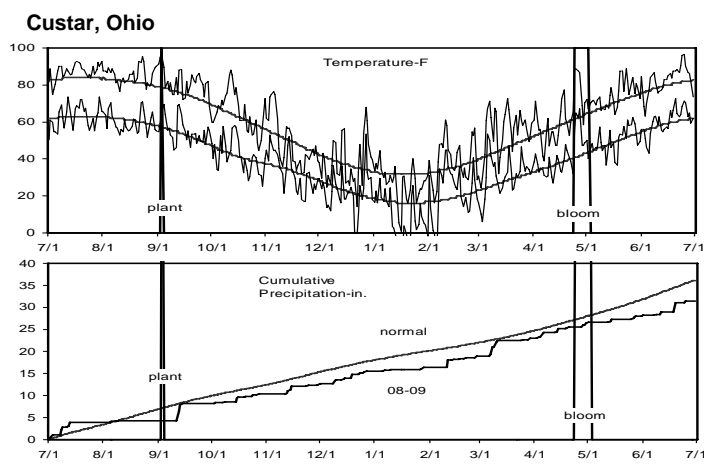 Custar, Ohio
100
80
60
40
20
0
Temperature-F
plant
bloom
7/1 8/1 9/1 10/1 11/1 12/1 1/1 2/1 3/1 4/1 5/1 6/1 7/1
40
35
30
25
20
15
10
5
0
Cumulative
Precipitation-in.
normal
plant
08-09
bloom
7/1 8/1 9/1 10/1 11/1 12/1 1/1 2/1 3/1 4/1 5/1 6/1 7/1